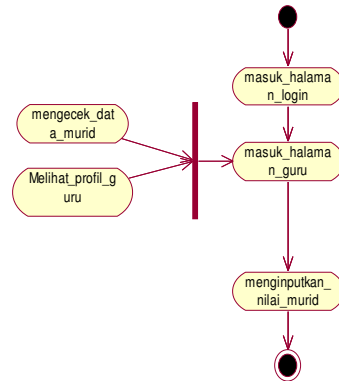 masuk_halama
n_login
mengecek_dat
a_murid
masuk_halama
n_guru
Melihat_profil_g
uru
menginputkan_
nilai_murid